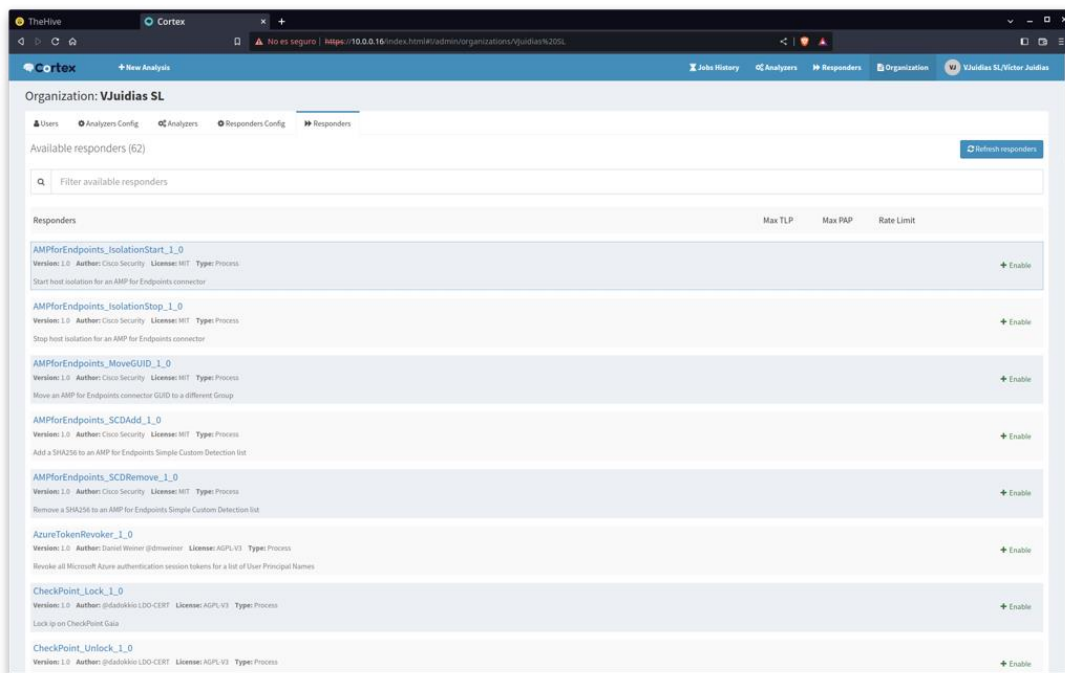 TheHive
Cortex
No es seguro | https://10.0.0.16/index.html#!/admin/organizations/VJuidias%20SL
Cortex
+ New Analysis
Jobs History
Analyzers
Responders
Organization
VJ
VJuidias SL/Víctor Juidias
Organization: VJuidias SL
Users
Analyzers Config
Analyzers
Responders Config
Responders
Available responders (62)
Refresh responders
Filter available responders
Responders Max TLP Max PAP Rate Limit
AMPforEndpoints_IsolationStart_1_0
Version: 1.0 Author: Cisco Security License: MIT Type: Process
+ Enable
Start host isolation for an AMP for Endpoints connector
AMPforEndpoints_IsolationStop_1_0
Version: 1.0 Author: Cisco Security License: MIT Type: Process
+ Enable
Stop host isolation for an AMP for Endpoints connector
AMPforEndpoints_MoveGUID_1_0
Version: 1.0 Author: Cisco Security License: MIT Type: Process
+ Enable
Move an AMP for Endpoints connector GUID to a different Group
AMPforEndpoints_SCDAdd_1_0
Version: 1.0 Author: Cisco Security License: MIT Type: Process
+ Enable
Add a SHA256 to an AMP for Endpoints Simple Custom Detection list
AMPforEndpoints_SCDRemove_1_0
Version: 1.0 Author: Cisco Security License: MIT Type: Process
+ Enable
Remove a SHA256 to an AMP for Endpoints Simple Custom Detection list
AzureTokenRevoker_1_0
Version: 1.0 Author: Daniel Weiner @dmweiner License: AGPL-V3 Type: Process
+ Enable
Revoke all Microsoft Azure authentication session tokens for a list of User Principal Names
CheckPoint_Lock_1_0
Version: 1.0 Author: @dadokkio LDO-CERT License: AGPL-V3 Type: Process
+ Enable
Lock ip on CheckPoint Gaia
CheckPoint_Unlock_1_0
Version: 1.0 Author: @dadokkio LDO-CERT License: AGPL-V3 Type: Process
+ Enable